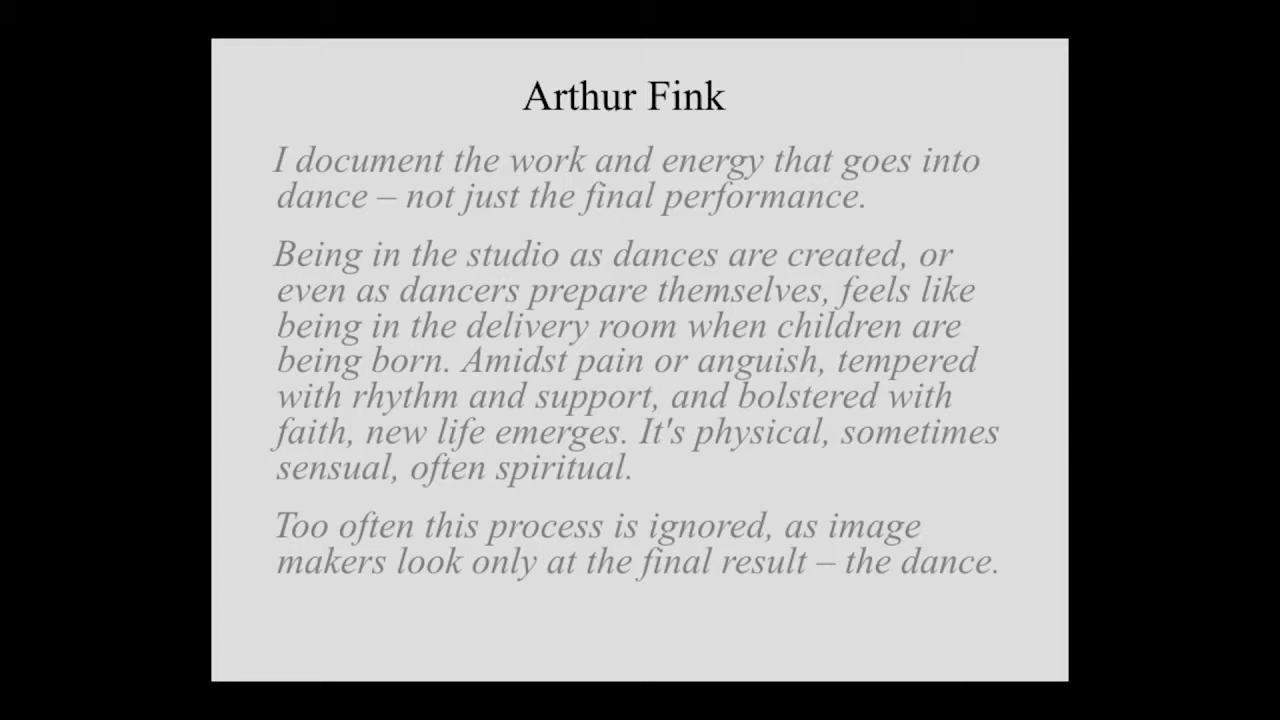 Arthur Fink
I document the work and energy that goes into
dance – not just the final performance.
Being in the studio as dances are created, or
even as dancers prepare themselves, feels like
being in the delivery room when children are
being born. Amidst pain or anguish, tempered
with rhythm and support, and bolstered with
faith, new life emerges. It's physical, sometimes
sensual, often spiritual.
Too often this process is ignored, as image
makers look only at the final result – the dance.